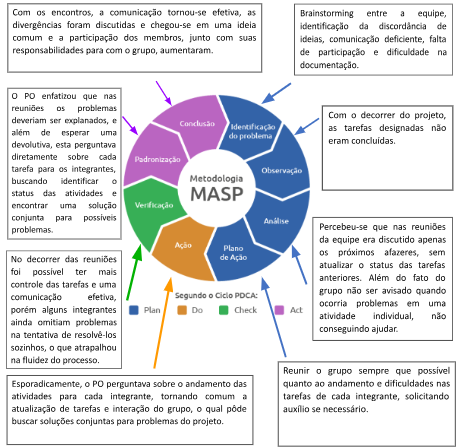 Com os encontros, a comunicação tornou-se efetiva, as
divergências foram discutidas e chegou-se em uma ideia
comum e a participação dos membros, junto com suas
responsabilidades para com o grupo, aumentaram.
Brainstorming entre a equipe,
identificação da discordância de
ideias, comunicação deficiente, falta
de participação e dificuldade na
documentação.
O PO enfatizou que nas
reuniões os problemas
deveriam ser explanados, e
além de esperar uma
devolutiva, esta perguntava
diretamente sobre cada
tarefa para os integrantes,
buscando identificar o
status das atividades e
encontrar uma solução
conjunta para possíveis
problemas.
Com o decorrer do projeto,
as tarefas designadas não
eram concluídas.
Conclusão
Identificação
do problema
Padronização
Observação
Metodologia
MASP
Verificação
Análise
Ação
Plano
de Ação
Percebeu-se que nas reuniões
da equipe era discutido apenas
os próximos afazeres, sem
atualizar o status das tarefas
anteriores. Além do fato do
grupo não ser avisado quando
ocorria problemas em uma
atividade individual, não
conseguindo ajudar.
No decorrer das reuniões
foi possível ter mais
controle das tarefas e uma
comunicação efetiva,
porém alguns integrantes
ainda omitiam problemas
na tentativa de resolvê-los
sozinhos, o que atrapalhou
na fluidez do processo.
Segundo o Ciclo PDCA:
Plan Do Check Act
Esporadicamente, o PO perguntava sobre o andamento das
atividades para cada integrante, tornando comum a
atualização de tarefas e interação do grupo, o qual pôde
buscar soluções conjuntas para problemas do projeto.
Reunir o grupo sempre que possível
quanto ao andamento e dificuldades nas
tarefas de cada integrante, solicitando
auxílio se necessário.